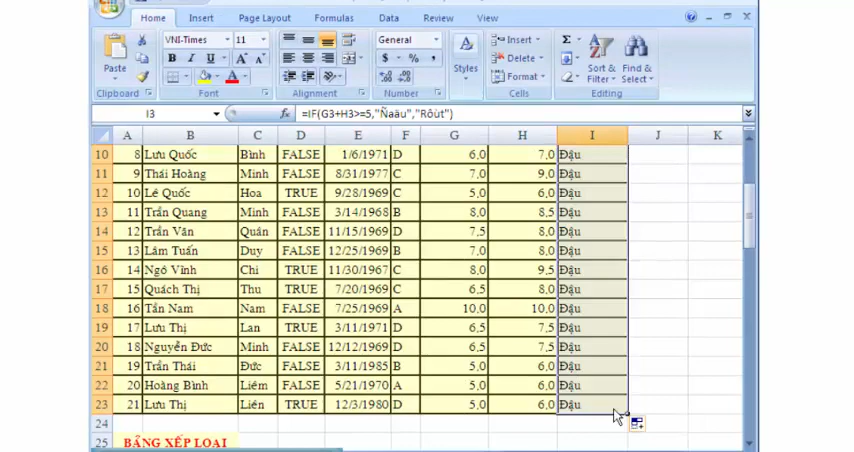 Home Insert Page Layout Formulas Data Review View
Paste
Clipboard
VNI-Times 11
B I U A A
Font
Alignment
General
$ % ,
Number
Styles
Insert
Delete
Format
Cells
Σ
Sort & Filter
Find & Select
Editing
I3 fx =IF(G3+H3>=5,"Ñaäu","Rôùt")
A B C D E F G H I J K
10 8 Lưu Quốc Bình FALSE 1/6/1971 D 6,0 7,0 Đậu
11 9 Thái Hoàng Minh FALSE 8/31/1977 C 7,0 9,0 Đậu
12 10 Lê Quốc Hoa TRUE 9/28/1969 C 5,0 6,0 Đậu
13 11 Trần Quang Minh FALSE 3/14/1968 B 8,0 8,5 Đậu
14 12 Trần Văn Quân FALSE 11/15/1969 D 7,5 8,0 Đậu
15 13 Lâm Tuấn Duy FALSE 12/25/1969 B 7,0 8,0 Đậu
16 14 Ngô Vĩnh Chi TRUE 11/30/1967 C 8,0 9,5 Đậu
17 15 Quách Thị Thu TRUE 7/20/1969 C 6,5 8,0 Đậu
18 16 Tấn Nam Nam FALSE 7/25/1969 A 10,0 10,0 Đậu
19 17 Lưu Thị Lan TRUE 3/11/1971 D 6,5 7,5 Đậu
20 18 Nguyễn Đức Minh FALSE 12/12/1969 D 6,5 7,5 Đậu
21 19 Trần Thái Đức FALSE 3/11/1985 B 5,0 6,0 Đậu
22 20 Hoàng Bình Liêm FALSE 5/21/1970 A 5,0 6,0 Đậu
23 21 Lưu Thị Liên TRUE 12/3/1980 D 5,0 6,0 Đậu
24
25 BẢNG XẾP LOẠI